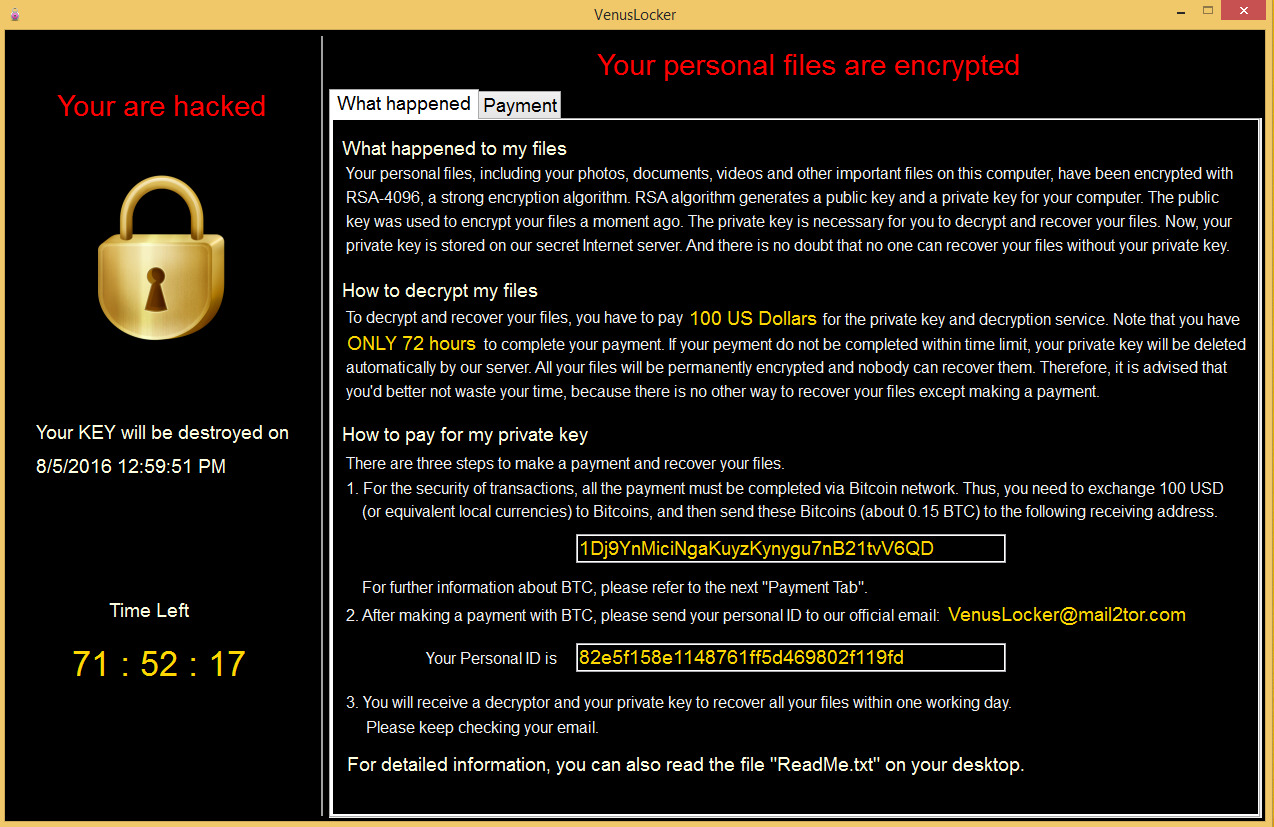 VenusLocker
Your are hacked
Your KEY will be destroyed on
8/5/2016 12:59:51 PM
Time Left
71 : 52 : 17
Your personal files are encrypted
What happened
Payment
What happened to my files
Your personal files, including your photos, documents, videos and other important files on this computer, have been encrypted with
RSA-4096, a strong encryption algorithm. RSA algorithm generates a public key and a private key for your computer. The public
key was used to encrypt your files a moment ago. The private key is necessary for you to decrypt and recover your files. Now, your
private key is stored on our secret Internet server. And there is no doubt that no one can recover your files without your private key.
How to decrypt my files
To decrypt and recover your files, you have to pay 100 US Dollars for the private key and decryption service. Note that you have
ONLY 72 hours to complete your payment. If your peyment do not be completed within time limit, your private key will be deleted
automatically by our server. All your files will be permanently encrypted and nobody can recover them. Therefore, it is advised that
you'd better not waste your time, because there is no other way to recover your files except making a payment.
How to pay for my private key
There are three steps to make a payment and recover your files.
1. For the security of transactions, all the payment must be completed via Bitcoin network. Thus, you need to exchange 100 USD
(or equivalent local currencies) to Bitcoins, and then send these Bitcoins (about 0.15 BTC) to the following receiving address.
1Dj9YnMiciNgaKuyzKynygu7nB21tvV6QD
For further information about BTC, please refer to the next "Payment Tab".
2. After making a payment with BTC, please send your personal ID to our official email: VenusLocker@mail2tor.com
Your Personal ID is 82e5f158e1148761ff5d469802f119fd
3. You will receive a decryptor and your private key to recover all your files within one working day.
Please keep checking your email.
For detailed information, you can also read the file "ReadMe.txt" on your desktop.